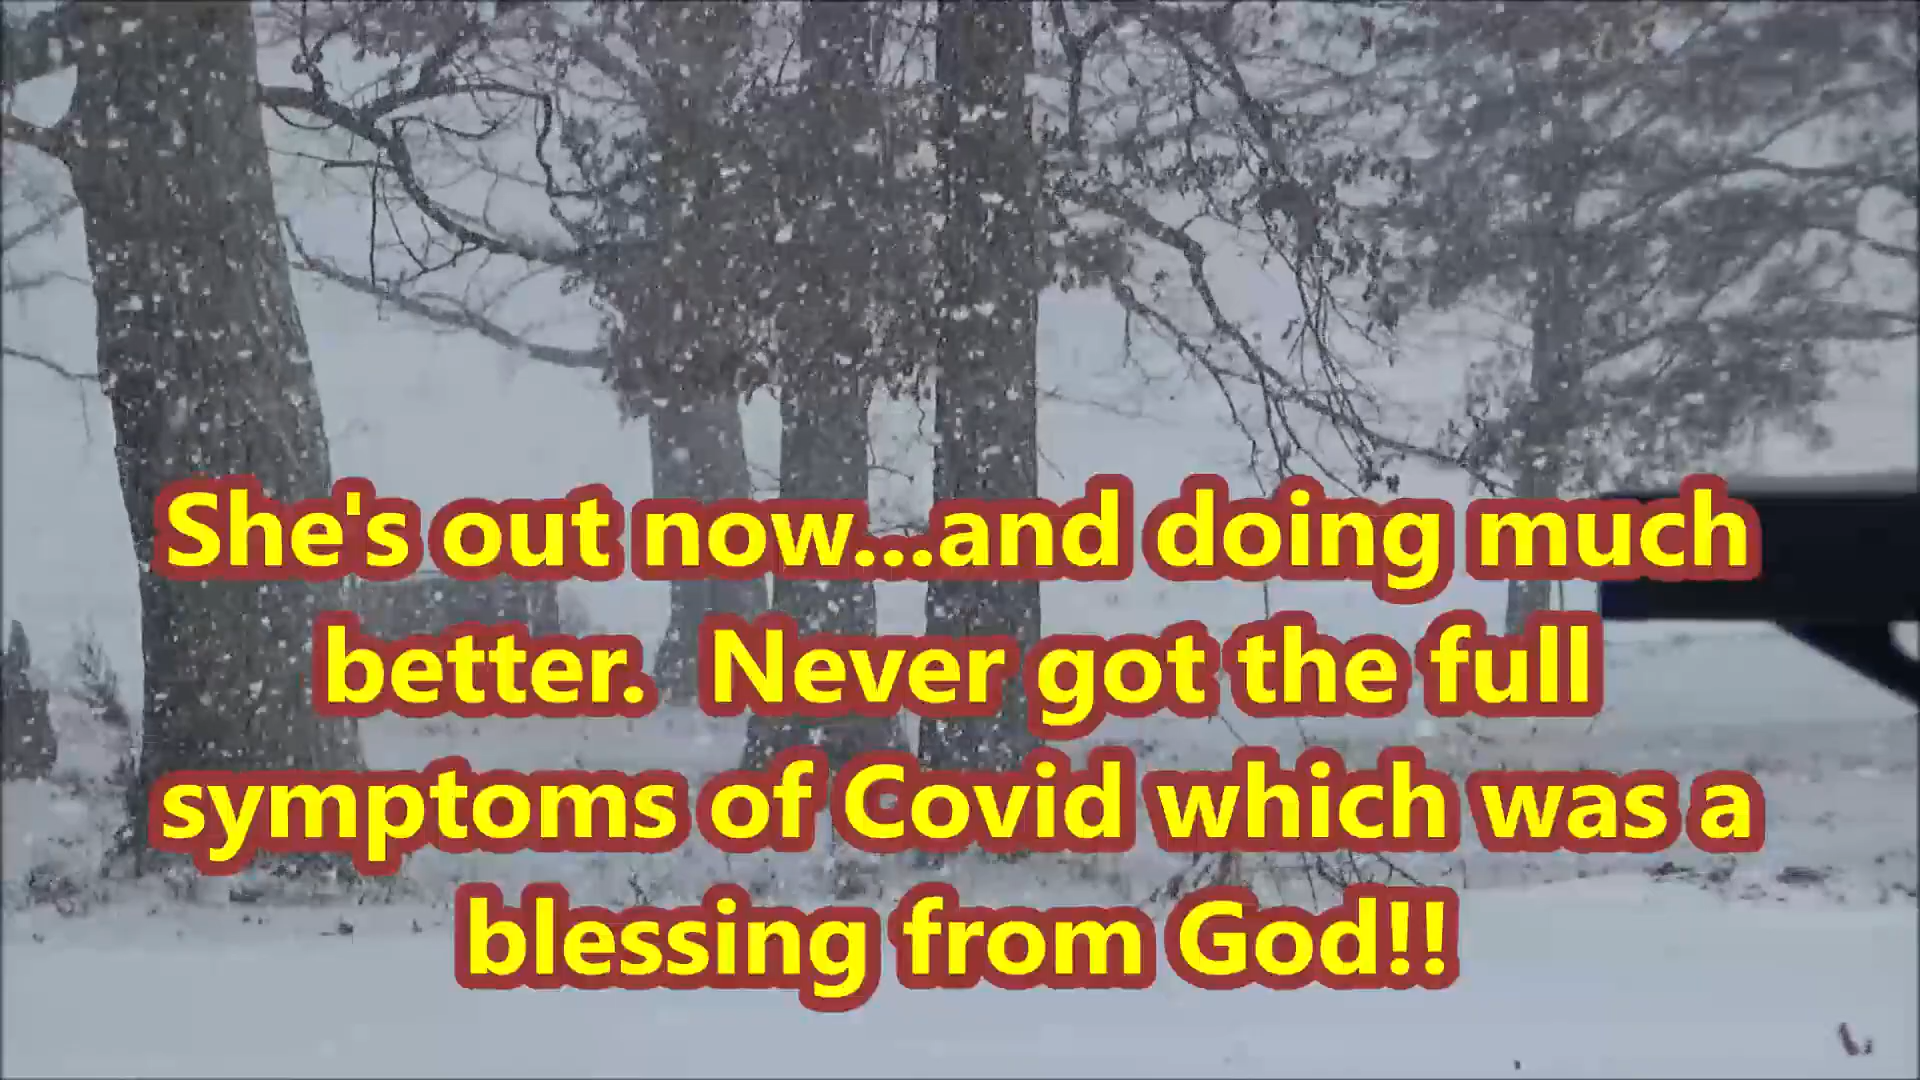 She's out now...and doing much
better.  Never got the full
symptoms of Covid which was a
blessing from God!!